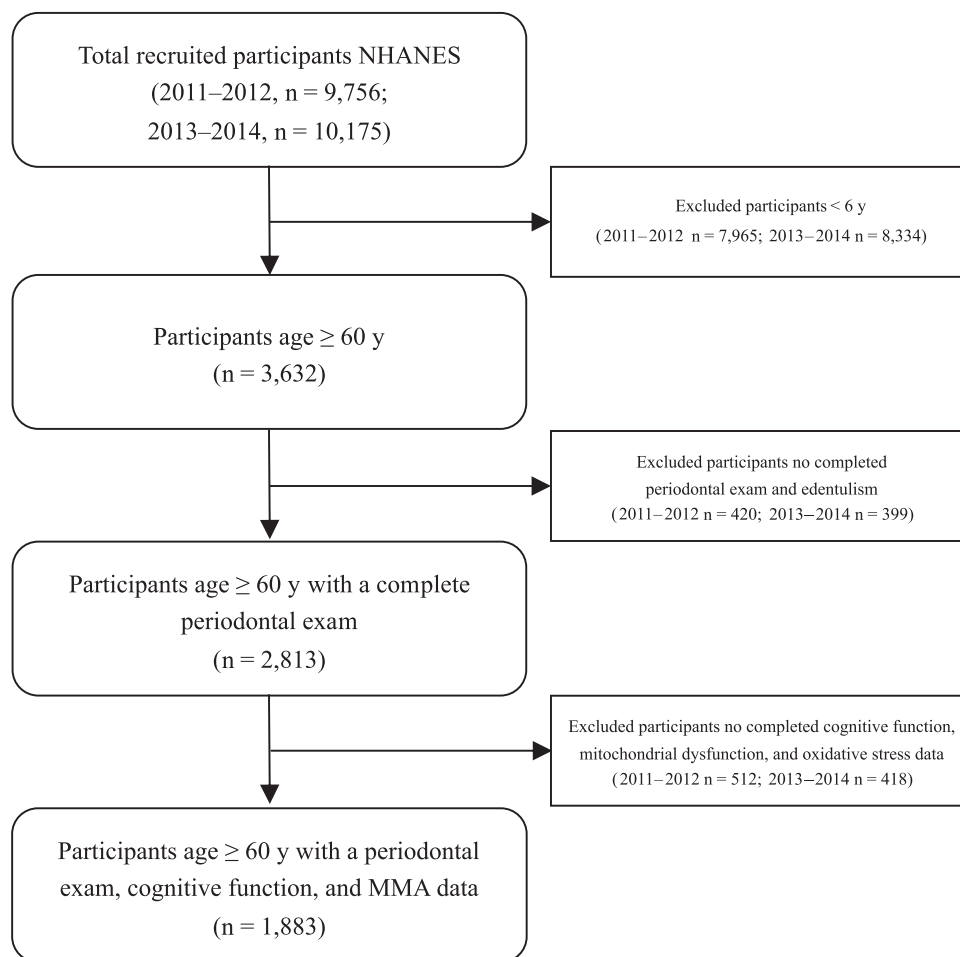 Total recruited participants NHANES
(2011–2012, n = 9,756;
2013–2014, n = 10,175)
Excluded participants < 6 y
(2011–2012 n = 7,965; 2013–2014 n = 8,334)
Participants age ≥ 60 y
(n = 3,632)
Excluded participants no completed
periodontal exam and edentulism
(2011–2012 n = 420; 2013–2014 n = 399)
Participants age ≥ 60 y with a complete
periodontal exam
(n = 2,813)
Excluded participants no completed cognitive function,
mitochondrial dysfunction, and oxidative stress data
(2011–2012 n = 512; 2013–2014 n = 418)
Participants age ≥ 60 y with a periodontal
exam, cognitive function, and MMA data
(n = 1,883)